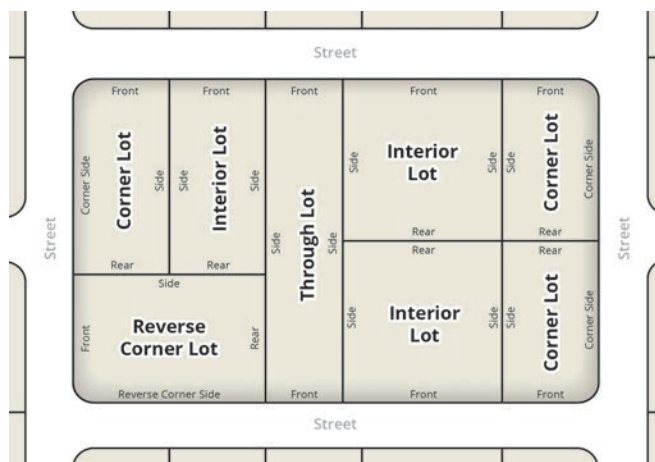 Street
Front
Front
Front
Front
Front
Corner Side
Corner Lot
Side
Side
Interior Lot
Side
Side
Through Lot
Side
Side
Interior
Lot
Side
Side
Corner Lot
Corner Side
Street
Street
Rear
Rear
Rear
Rear
Side
Rear
Rear
Front
Reverse
Corner Lot
Rear
Side
Interior
Lot
Side
Side
Corner Lot
Corner Side
Reverse Corner Side
Front
Front
Front
Street